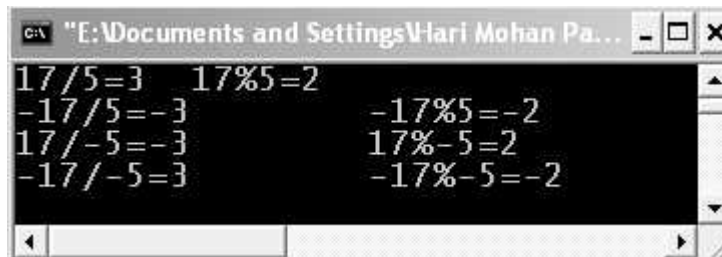 "E:\Documents and Settings\Hari Mohan Pa...
17/5=3 17%5=2
-17/5=-3 -17%5=-2
17/-5=-3 17%-5=2
-17/-5=3 -17%-5=-2